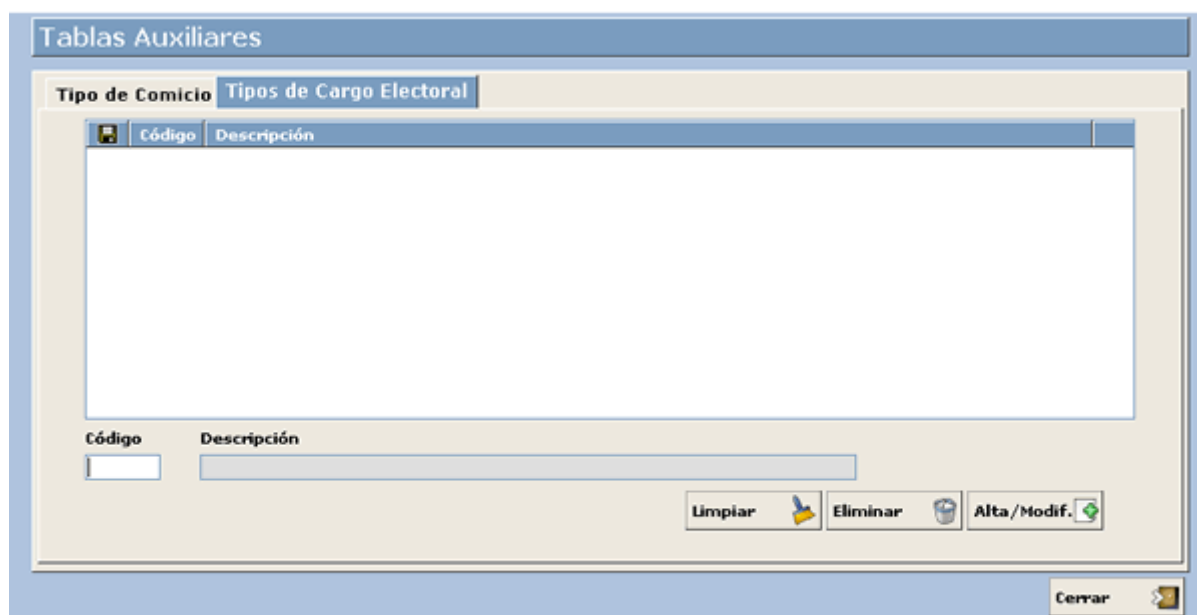 Tablas Auxiliares
Tipo de Comicio Tipos de Cargo Electoral
Código Descripción
Código Descripción
Limpiar Eliminar Alta/Modif.
Cerrar